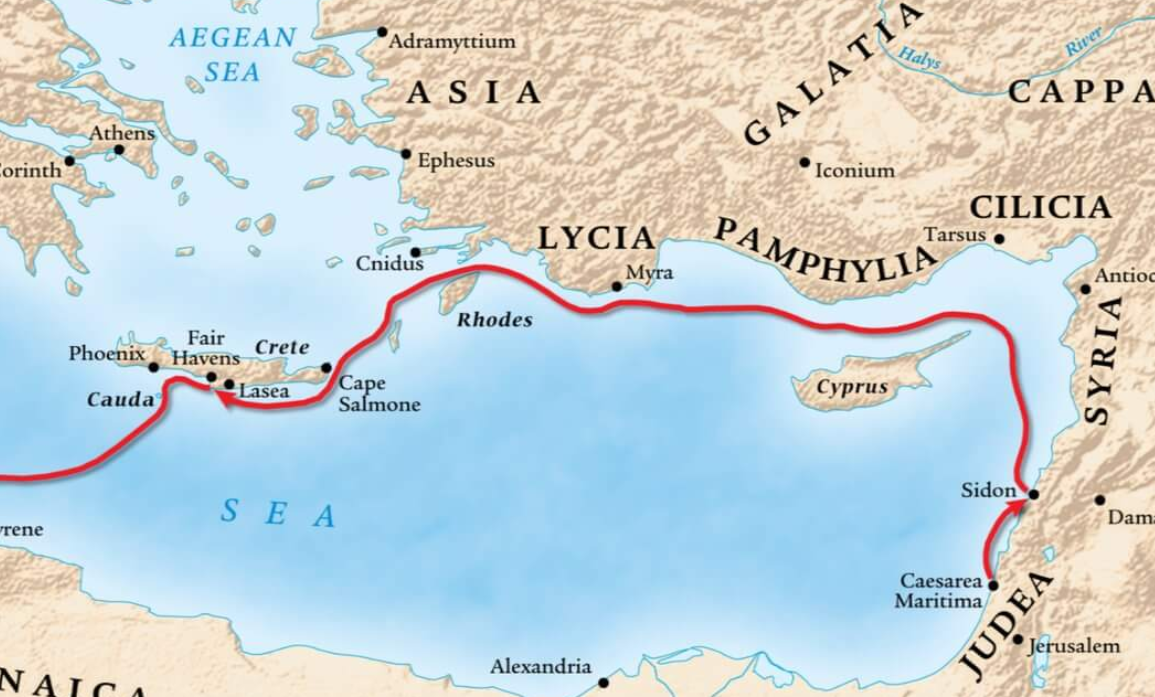 AEGEAN
SEA
Adramyttium
ASIA
GALATIA
Halys
River
CAPPA
Athens
Corinth
Ephesus
Iconium
CILICIA
Tarsus
LYCIA
PAMPHYLIA
Cnidus
Myra
Antioc
Rhodes
SYRIA
Phoenix
Fair
Havens
Crete
Cauda
Lasea
Cape
Salmone
Cyprus
SEA
Sidon
Dama
yrene
Caesarea
Maritima
JUDEA
Jerusalem
Alexandria
NAICA